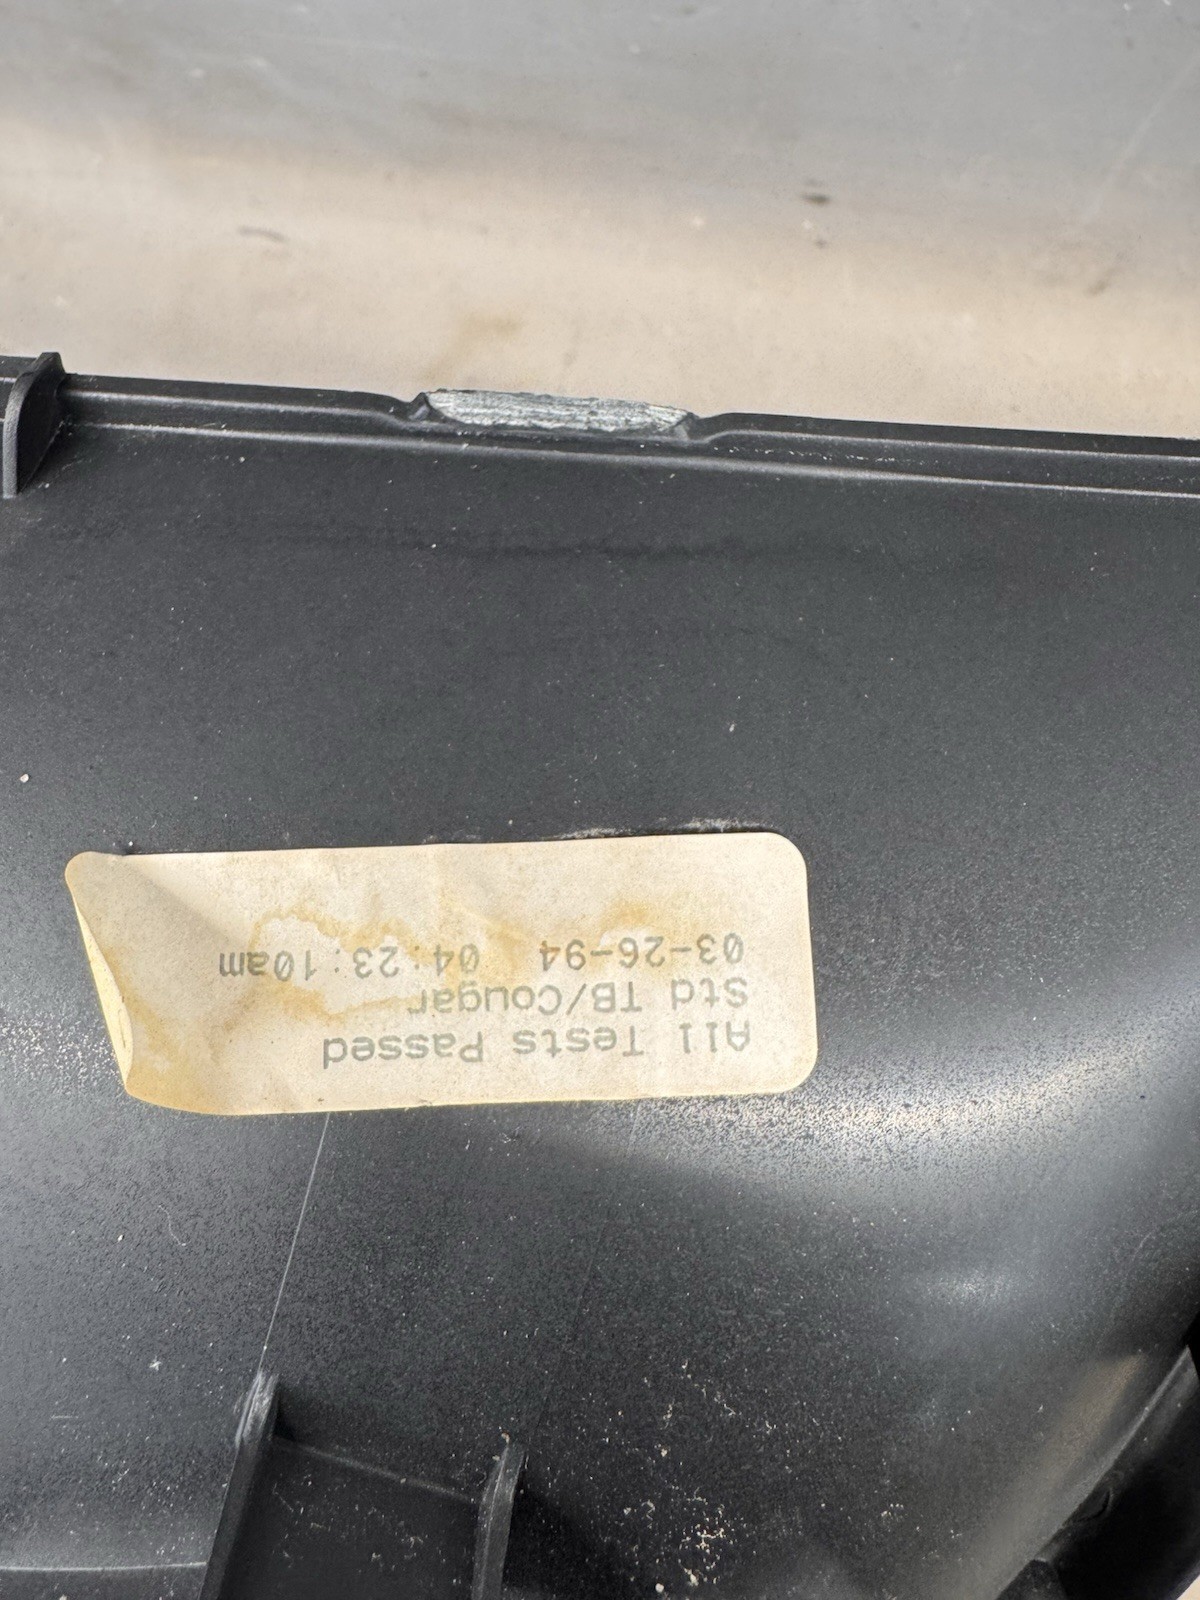 All Tests Passed
Std TB/Cougar
03-26-94 04:23:10am